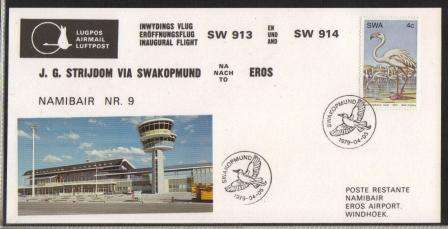 LUGPOS
AIRMAIL
LUFTPOST
INWYDINGS VLUG
ERÖFFNUNGSFLUG
INAUGURAL FLIGHT
SW 913
EN
UND
AND
SW 914
J. G. STRIJDOM VIA SWAKOPMUND
NA
NACH
TO
EROS
NAMIBAIR NR. 9
SWA
4c
SWAKOPMUND
1979-04-05
SWAKOPMUND
1979-04-05
POSTE RESTANTE
NAMIBAIR
EROS AIRPORT.
WINDHOEK.